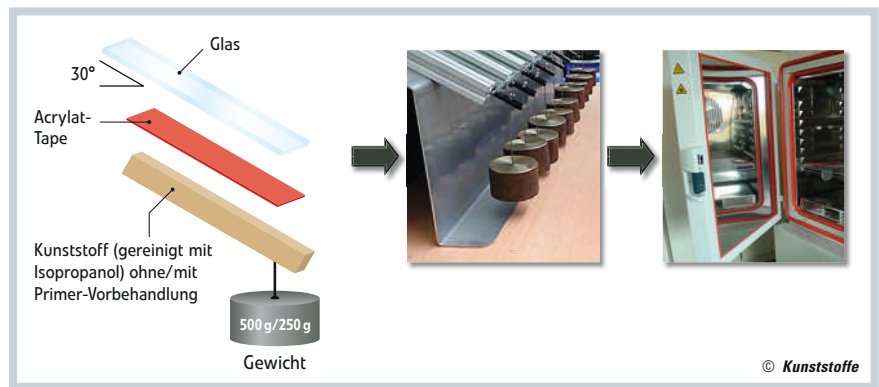 Glas
30°
Acrylat-
Tape
Kunststoff (gereinigt mit
Isopropanol) ohne/mit
Primer-Vorbehandlung
500 g/250 g
Gewicht
© Kunststoffe